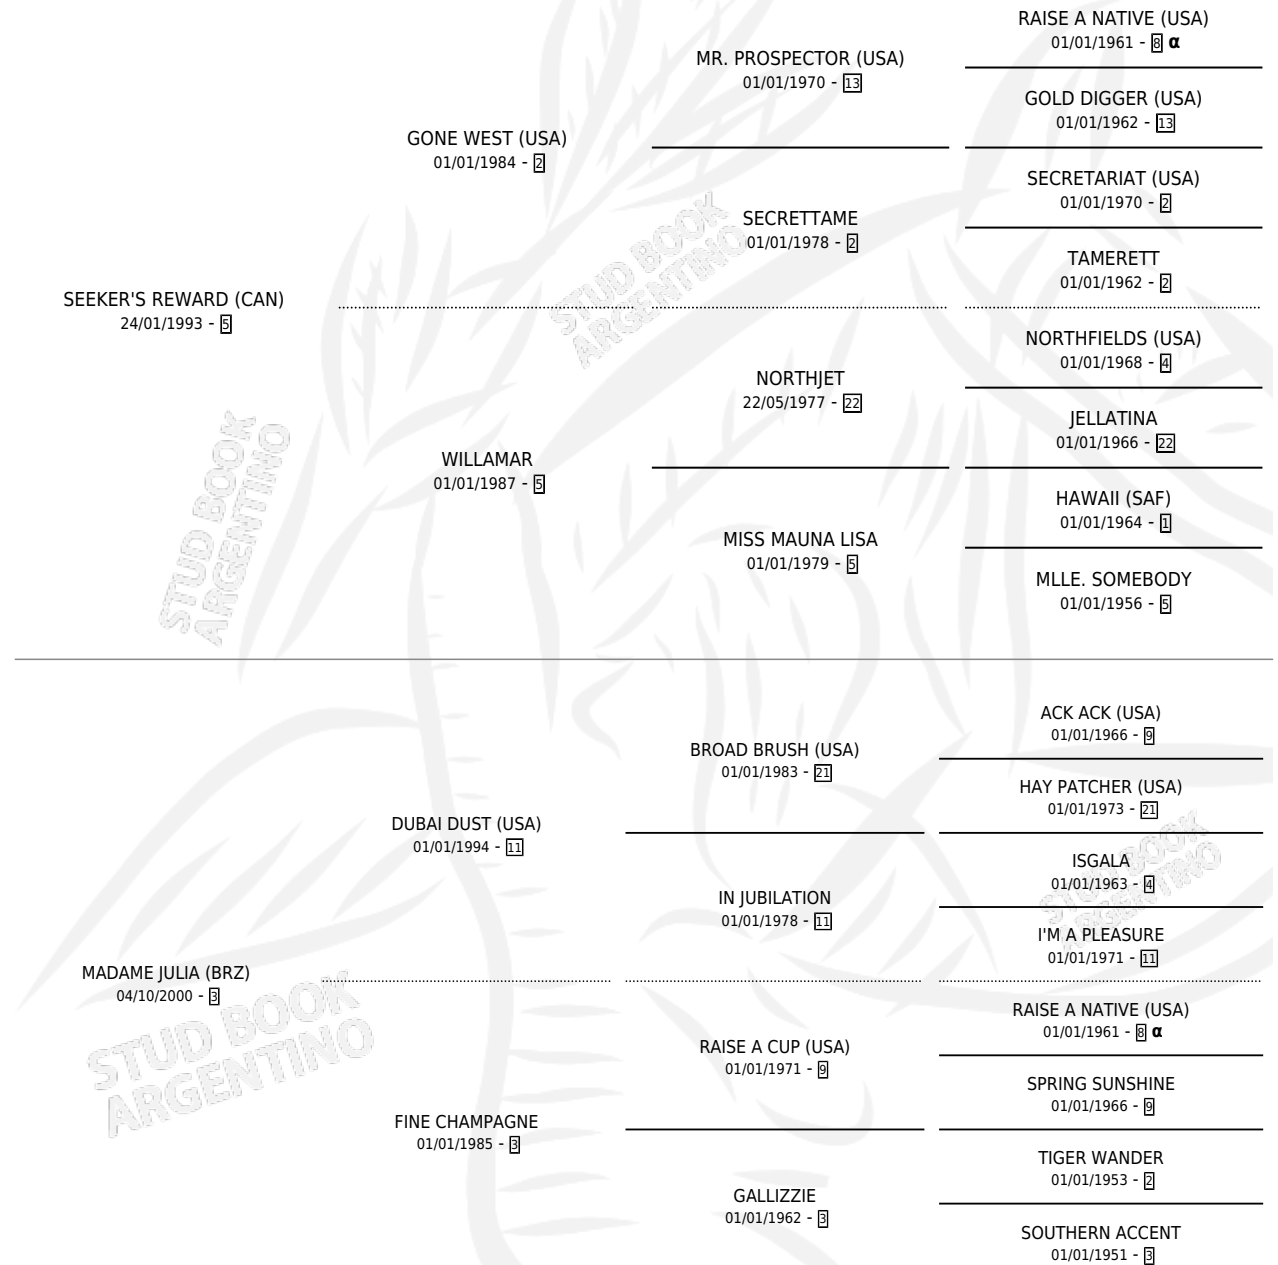 RAISE A NATIVE (USA)
01/01/1961 - 8 α
MR. PROSPECTOR (USA)
01/01/1970 - 13
GOLD DIGGER (USA)
01/01/1962 - 13
GONE WEST (USA)
01/01/1984 - 2
SECRETARIAT (USA)
01/01/1970 - 2
SECRETTAME
01/01/1978 - 2
TAMERETT
01/01/1962 - 2
SEEKER'S REWARD (CAN)
24/01/1993 - 5
NORTHFIELDS (USA)
01/01/1968 - 4
NORTHJET
22/05/1977 - 22
JELLATINA
01/01/1966 - 22
WILLAMAR
01/01/1987 - 5
HAWAII (SAF)
01/01/1964 - 1
MISS MAUNA LISA
01/01/1979 - 5
MLLE. SOMEBODY
01/01/1956 - 5
ACK ACK (USA)
01/01/1966 - 9
BROAD BRUSH (USA)
01/01/1983 - 21
HAY PATCHER (USA)
01/01/1973 - 21
DUBAI DUST (USA)
01/01/1994 - 11
ISGALA
01/01/1963 - 4
IN JUBILATION
01/01/1978 - 11
I'M A PLEASURE
01/01/1971 - 11
MADAME JULIA (BRZ)
04/10/2000 - 3
RAISE A NATIVE (USA)
01/01/1961 - 8 α
RAISE A CUP (USA)
01/01/1971 - 9
SPRING SUNSHINE
01/01/1966 - 9
FINE CHAMPAGNE
01/01/1985 - 3
TIGER WANDER
01/01/1953 - 2
GALLIZZIE
01/01/1962 - 3
SOUTHERN ACCENT
01/01/1951 - 3
STUD BOOK
ARGENTINO
STUD BOOK
ARGENTINO
STUD BOOK
ARGENTINO
STUD BOOK
ARGENTINO